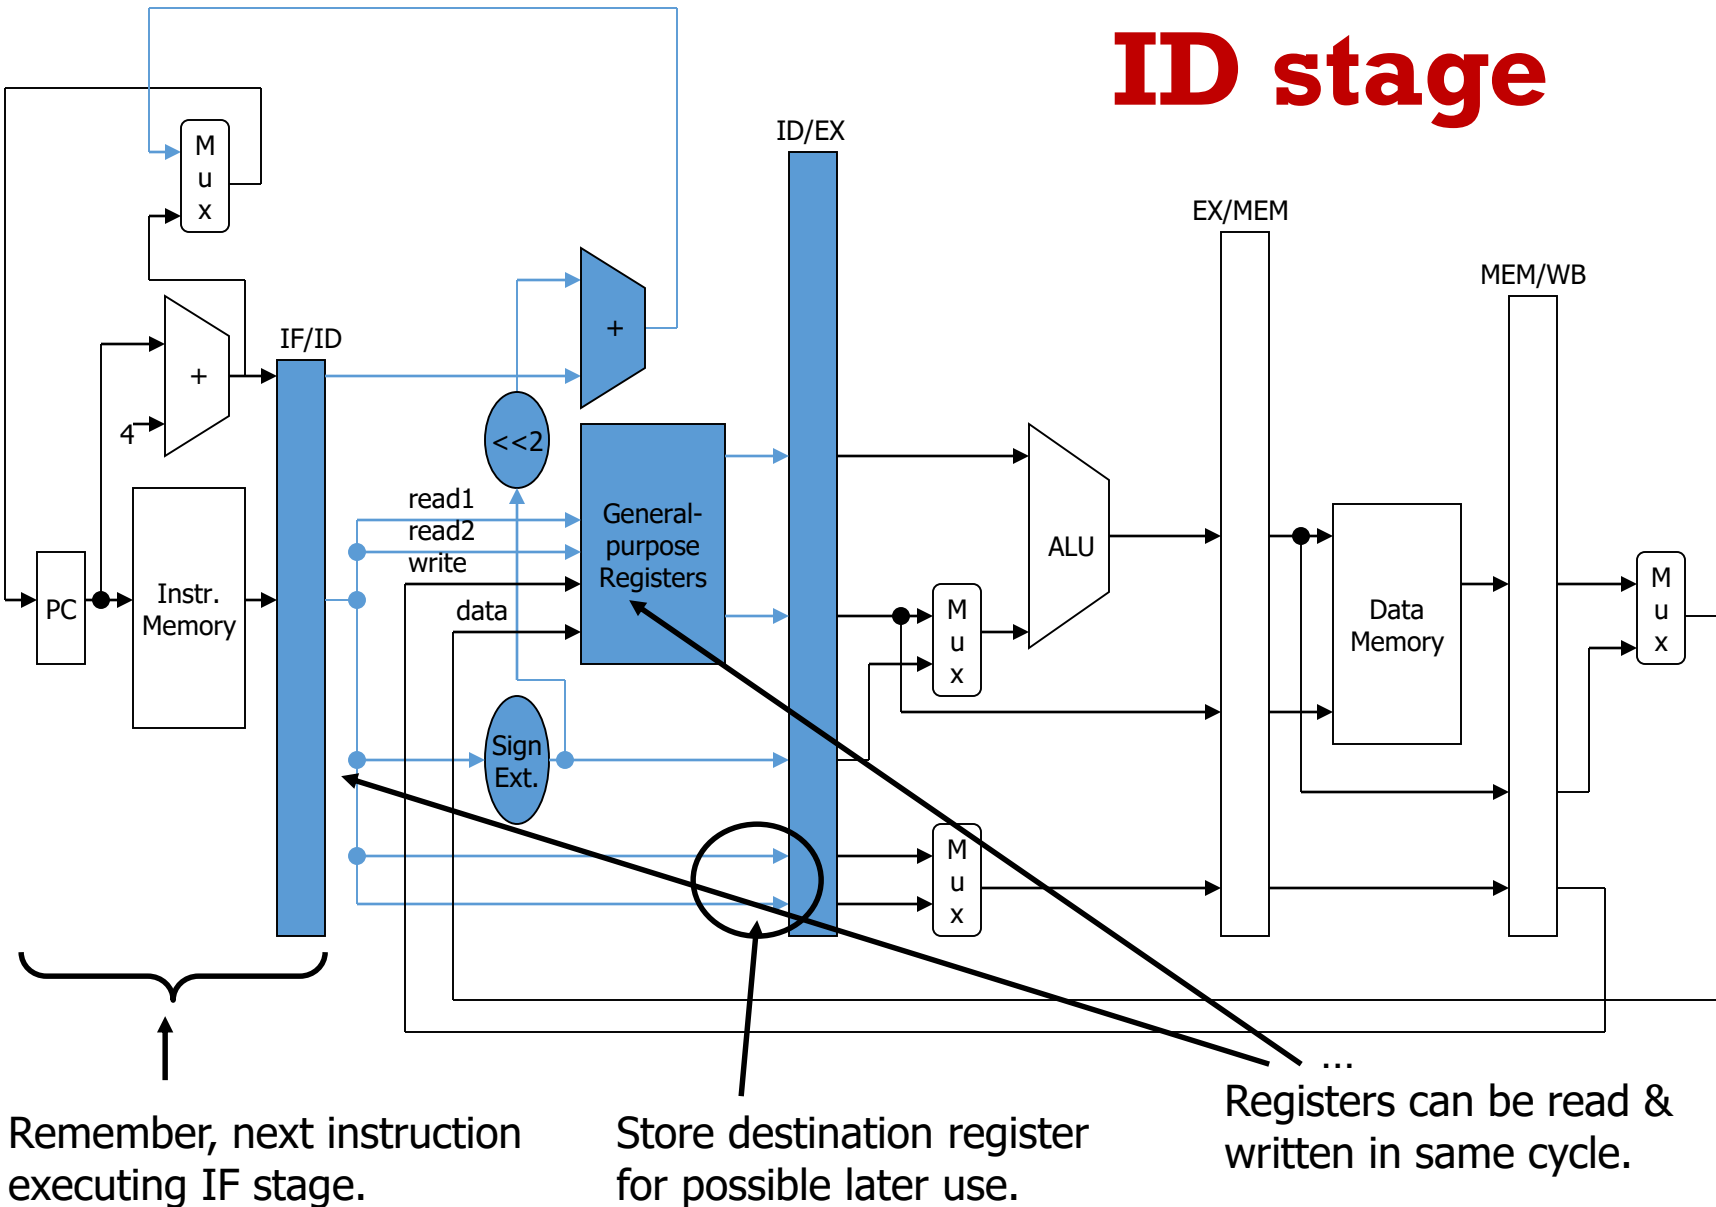 ID stage
ID/EX
M
u
x
EX/MEM
MEM/WB
IF/ID
+
+
4
<<2
read1
read2
write
data
General-
purpose
Registers
ALU
PC
Instr.
Memory
M
u
x
Data
Memory
M
u
x
Sign
Ext.
M
u
x
...
Remember, next instruction
executing IF stage.
Store destination register
for possible later use.
Registers can be read &
written in same cycle.